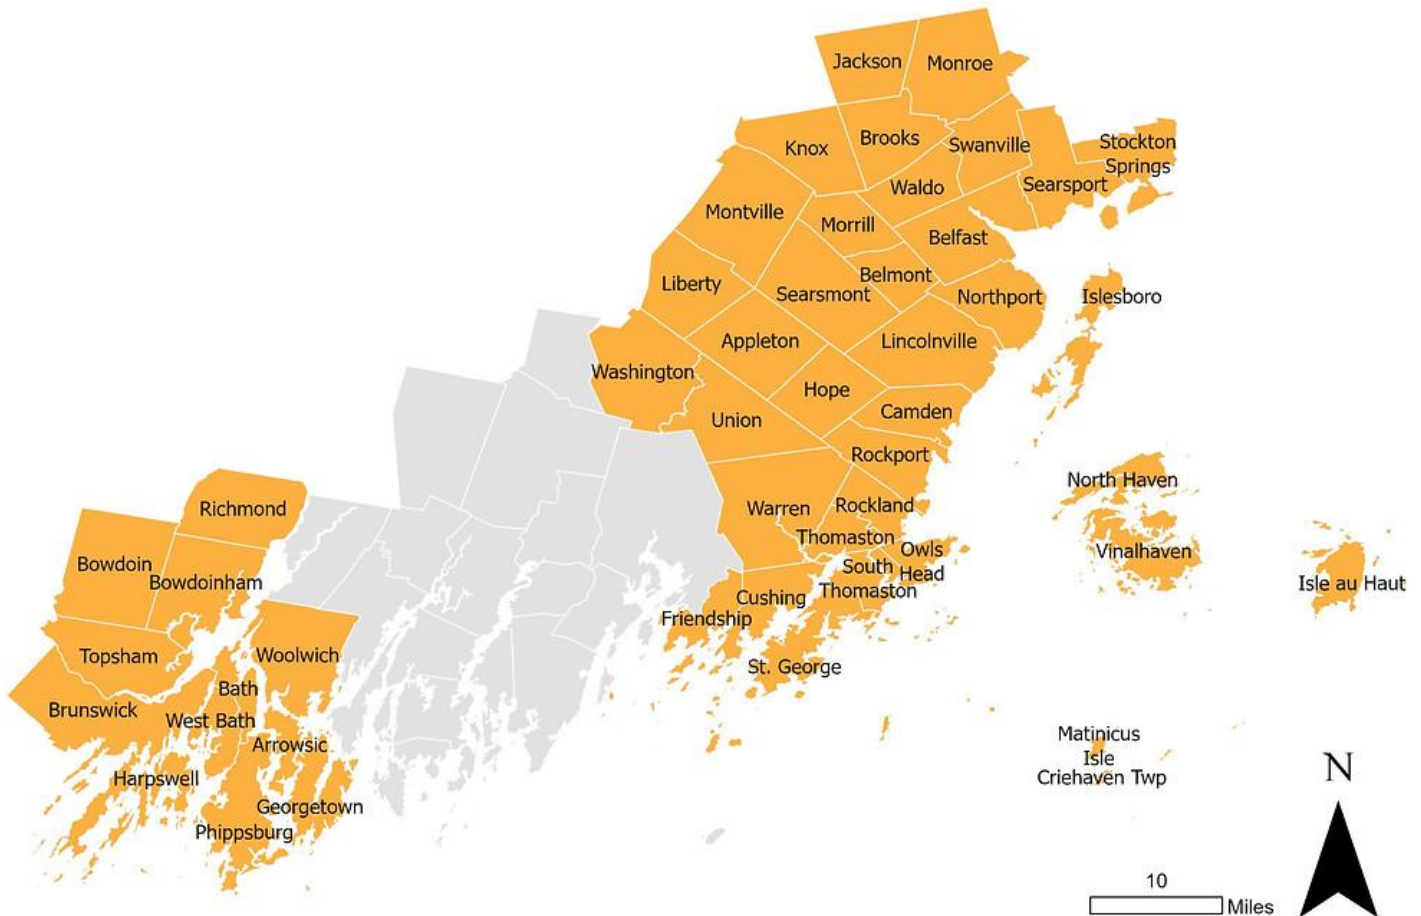 Jackson
Monroe
Knox
Brooks
Swanville
Stockton
Springs
Waldo
Searsport
Montville
Morrill
Belfast
Liberty
Belmont
Searsmont
Northport
Islesboro
Appleton
Lincolnville
Washington
Hope
Union
Camden
Rockport
North Haven
Richmond
Warren
Rockland
Thomaston
Owls
Head
Vinalhaven
Bowdoin
Bowdoinham
South
Thomaston
Isle au Haut
Cushing
Friendship
Topsham
Woolwich
St. George
Bath
Brunswick
West Bath
Arrowsic
Matinicus
Isle
Criehaven Twp
Harpswell
Georgetown
Phippsburg
N
10
Miles